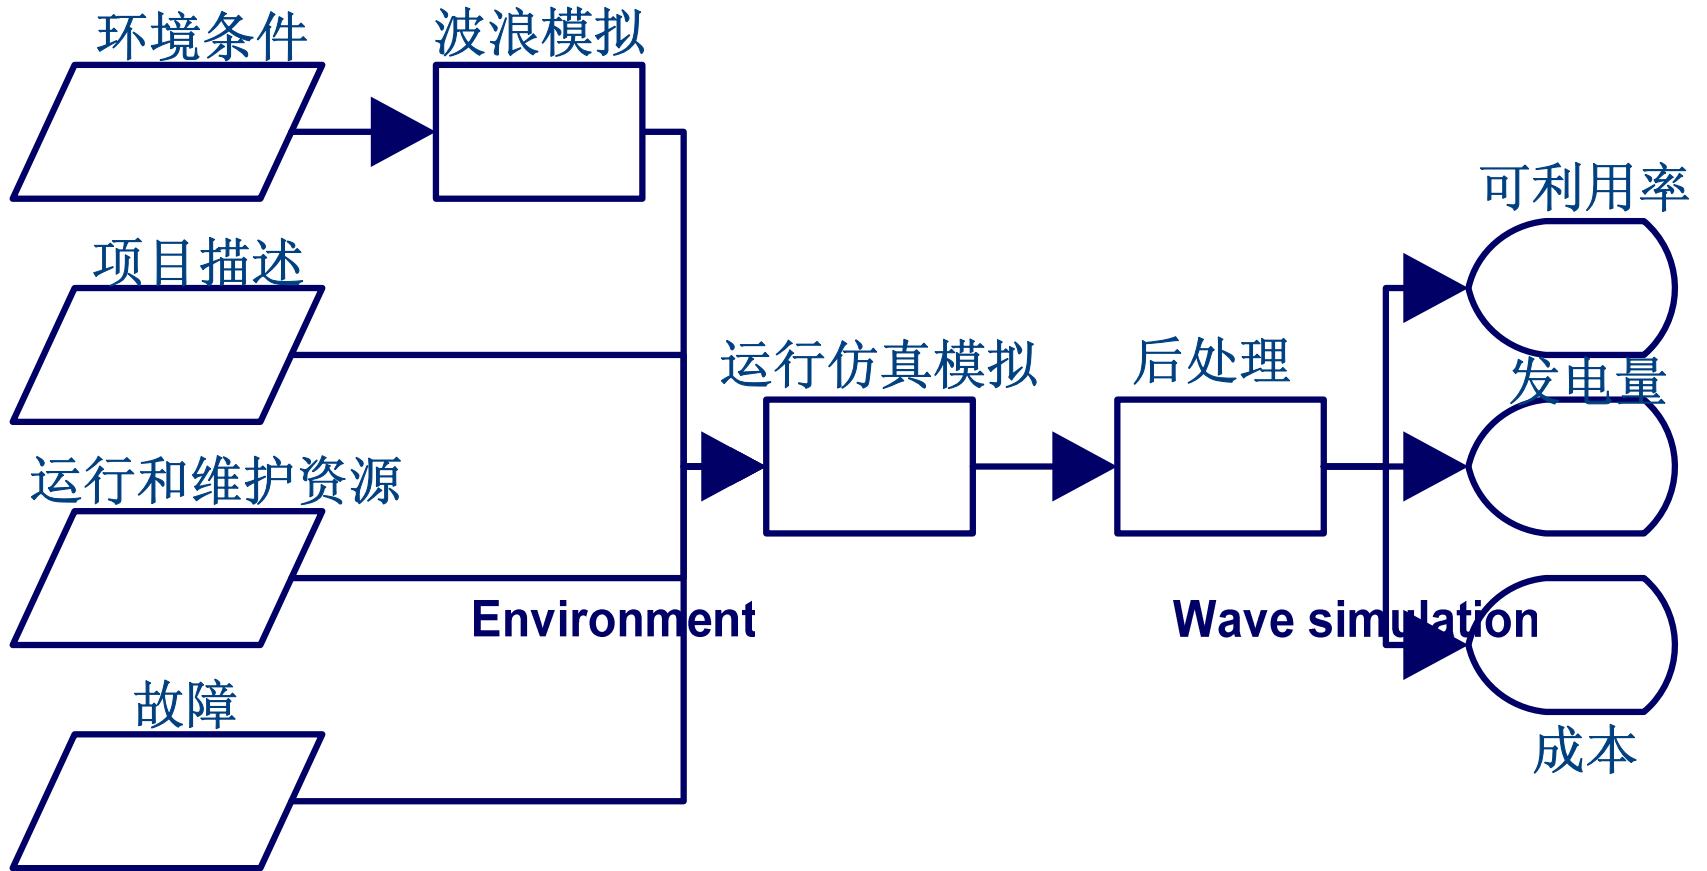 环境条件
波浪模拟
可利用率
项目描述
运行仿真模拟
后处理
发电量
运行和维护资源
Environment
Wave simulation
故障
成本